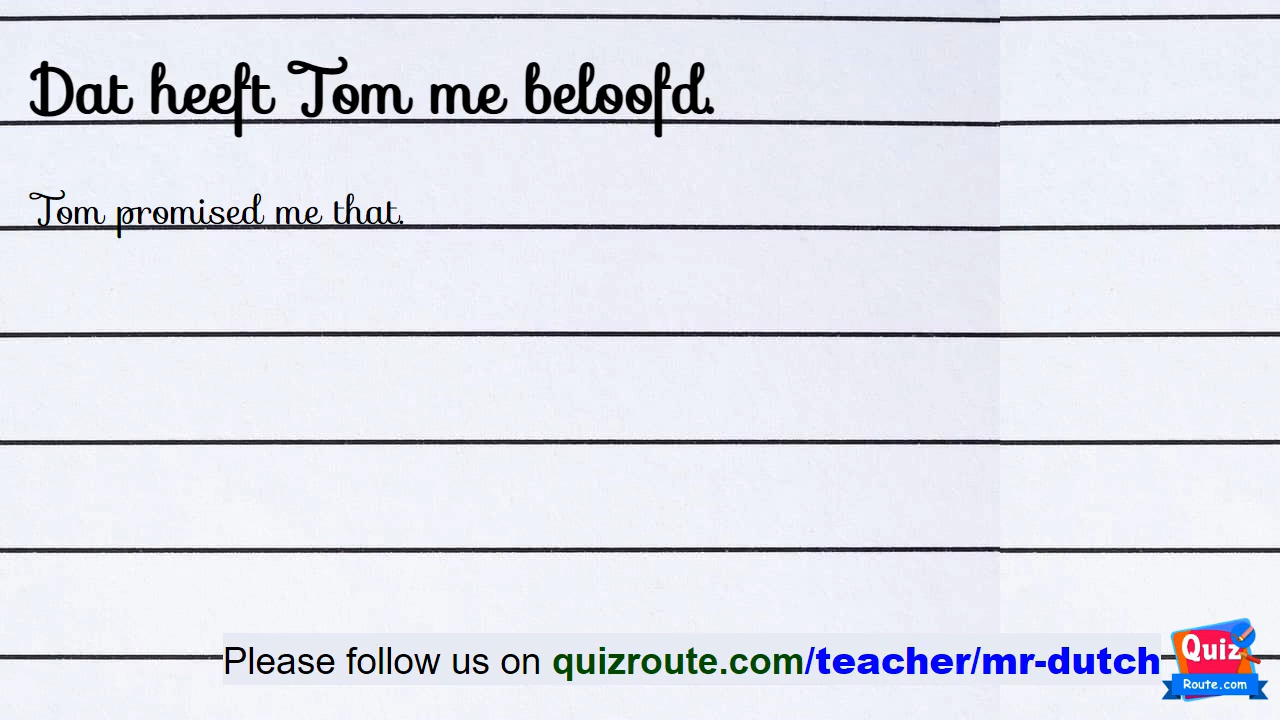 Dat heeft Tom me beloofd.
Tom promised me that.
Please follow us on quizroute.com/teacher/mr-dutch
Quiz
Route.com